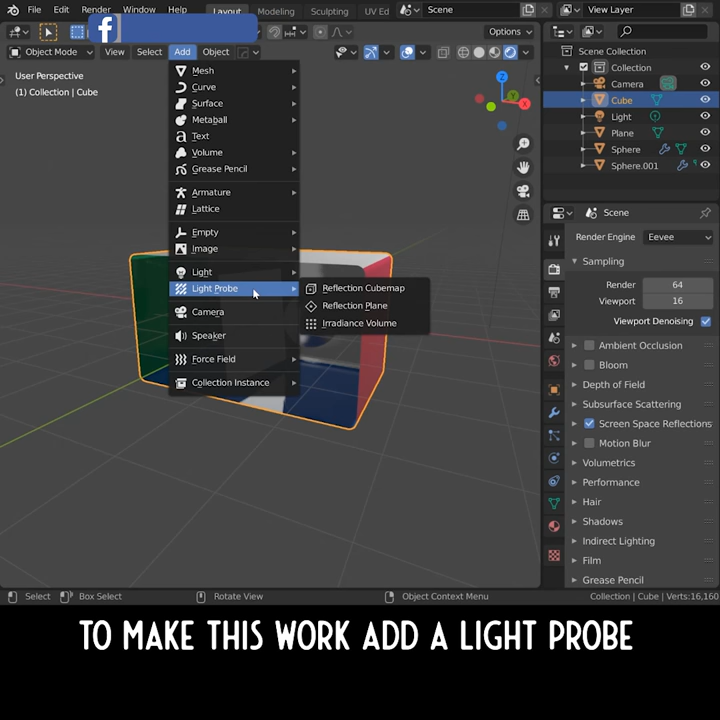 File Edit Render Window Help Layout Modeling Sculpting UV Ed Scene View Layer
Options
Object Mode View Select Add Object
User Perspective
(1) Collection | Cube
Mesh
Curve
Surface
Metaball
Text
Volume
Grease Pencil
Armature
Lattice
Empty
Image
Light
Light Probe
Camera
Speaker
Force Field
Collection Instance
Reflection Cubemap
Reflection Plane
Irradiance Volume
Z
Y
X
Scene Collection
Collection
Camera
Cube
Light
Plane
Sphere
Sphere.001
Scene
Render Engine Eevee
Sampling
Render 64
Viewport 16
Viewport Denoising
Ambient Occlusion
Bloom
Depth of Field
Subsurface Scattering
Screen Space Reflections
Motion Blur
Volumetrics
Performance
Hair
Shadows
Indirect Lighting
Film
Grease Pencil
Select Box Select Rotate View Object Context Menu Collection | Cube | Verts:16,160
TO MAKE THIS WORK ADD A LIGHT PROBE